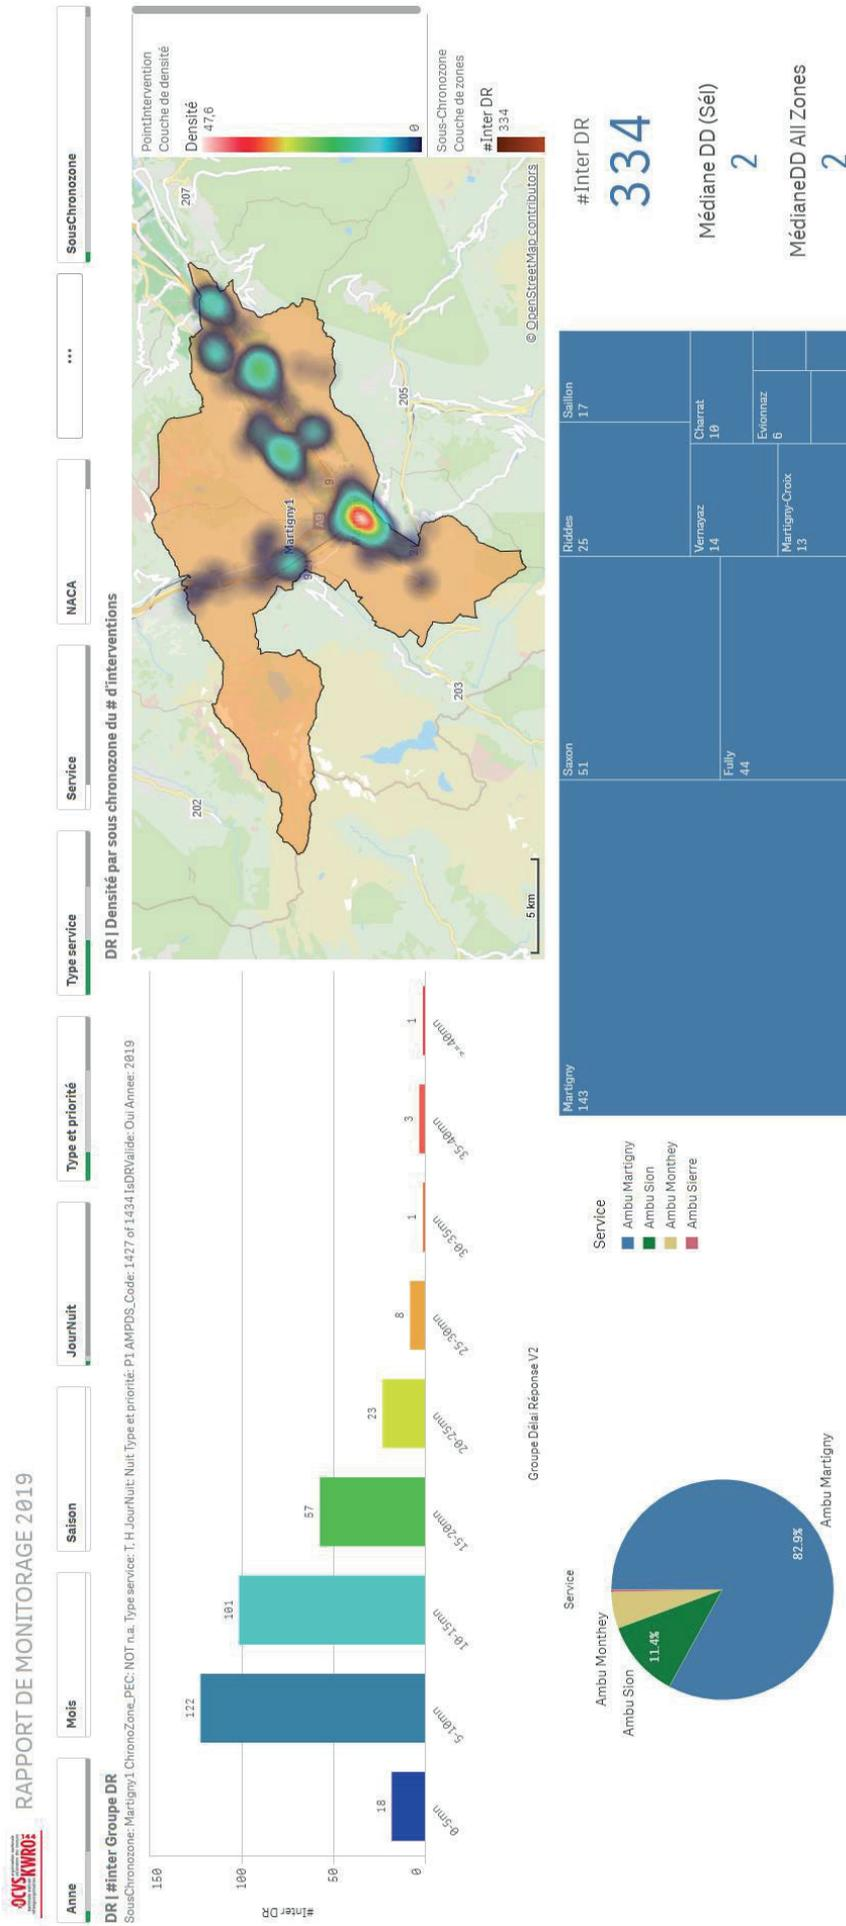 OCVS
KWRO
RAPPORT DE MONITORAGE 2019
Anne
Mois
Saison
JourNuit
Type et priorité
Type service
Service
NACA
...
SousChronozone
DR | #inter Groupe DR
SousChronozone: Martigny1 ChronoZone_PEC: NOT n.a. Type service: T, H JourNuit: Nuit Type et priorité: P1 AMPDS_Code: 1427 of 1434 IsDRValide: Oui Annee: 2019
#Inter DR
150
100
50
0
18
122
101
57
23
8
1
3
1
0-5mn
5-10mn
10-15mn
15-20mn
20-25mn
25-30mn
30-35mn
35-40mn
>=40mn
Groupe Délai Réponse V2
DR | Densité par sous chronozone du # d'interventions
202
203
205
207
Martigny1
A9
9
5 km
© OpenStreetMap contributors
PointIntervention
Couche de densité
Densité
47,6
0
Sous-Chronozone
Couche de zones
#Inter DR
334
Service
Ambu Monthey
Ambu Sion
11.4%
82.9%
Ambu Martigny
Service
Ambu Martigny
Ambu Sion
Ambu Monthey
Ambu Sierre
Martigny
143
Saxon
51
Fully
44
Riddes
25
Saillon
17
Vernayaz
14
Martigny-Croix
13
Charrat
10
Evionnaz
6
#Inter DR
334
Médiane DD (Sél)
2
MédianeDD All Zones
2